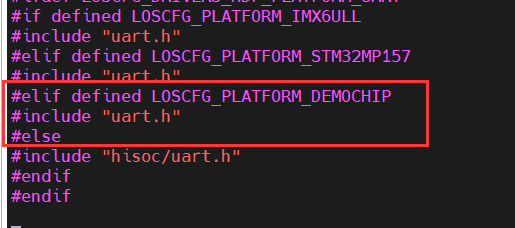 #if defined LOSCFG_PLATFORM_IMX6ULL
#include "uart.h"
#elif defined LOSCFG_PLATFORM_STM32MP157
#include "uart.h"
#elif defined LOSCFG_PLATFORM_DEMOCHIP
#include "uart.h"
#else
#include "hisoc/uart.h"
#endif
#endif